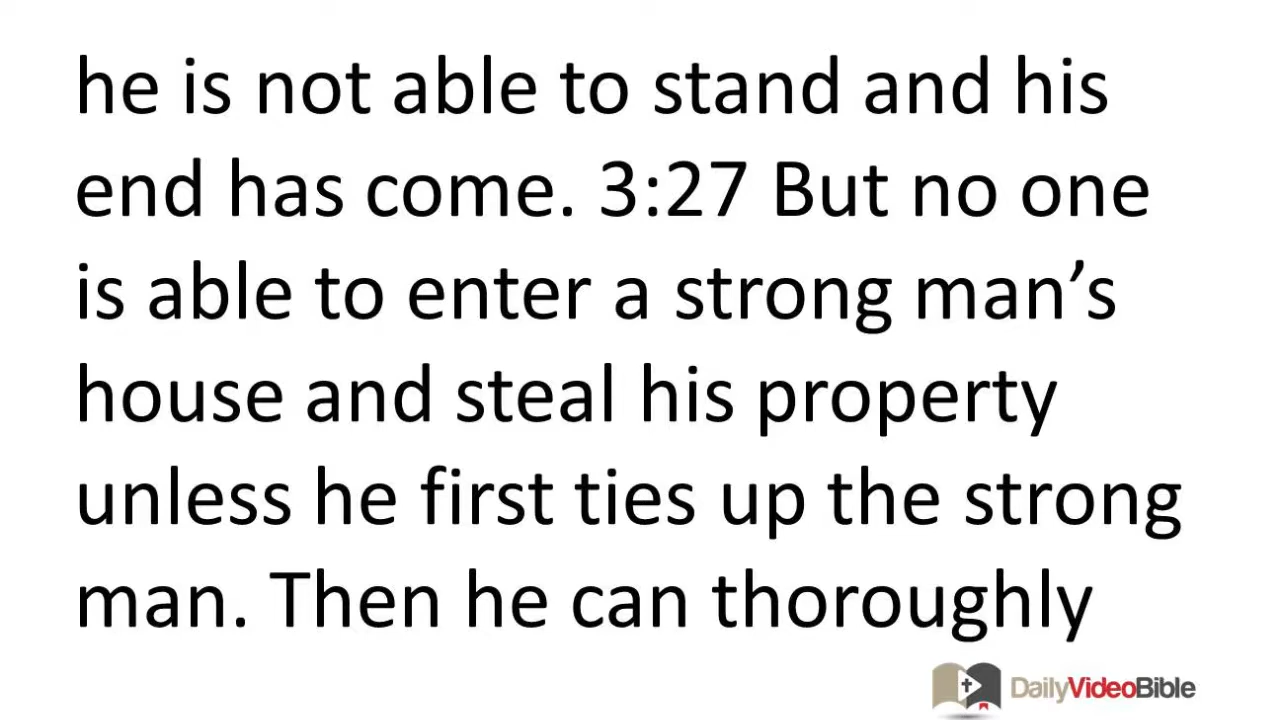 he is not able to stand and his
end has come. 3:27 But no one
is able to enter a strong man’s
house and steal his property
unless he first ties up the strong
man. Then he can thoroughly
DailyVideoBible